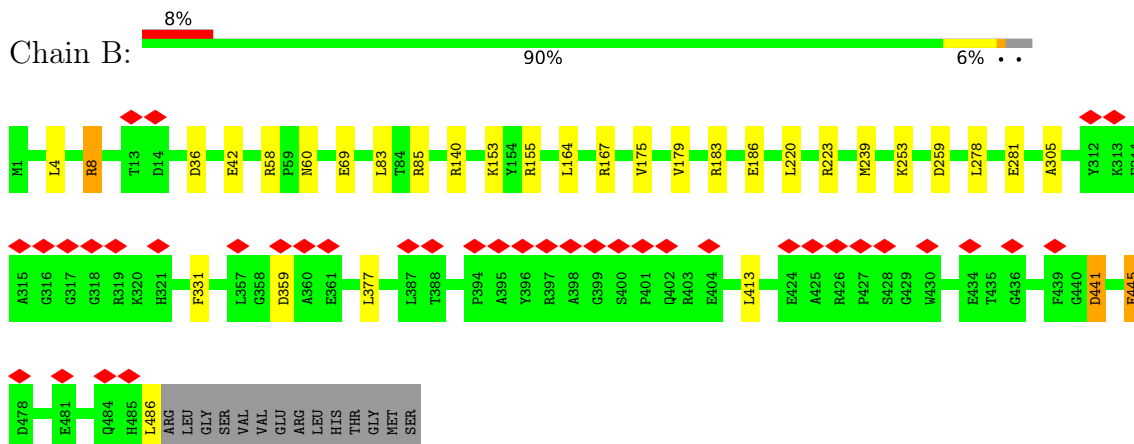 8%
Chain B:
90% 6% • •
M1 L4 R8 T13 D14 D36 E42 R58 P59 N60 E69 L83 T84 R85 R140 K153 Y154 R155 L164 R167 V175 V179 R183 E186 L220 R223 M239 K253 D259 L278 E281 A305 Y312 K313
A315 G316 G317 G318 R319 K320 H321 F331 L357 G358 D359 A360 E361 L377 L387 T388 P394 A395 Y396 R397 A398 G399 S400 P401 Q402 R403 E404 L413 E424 A425 R426 P427 S428 G429 W430 E434 T435 G436 F439 G440 D441
D478 E481 Q484 H485 L486 ARG LEU GLY SER VAL VAL GLU ARG LEU HIS THR GLY MET SER